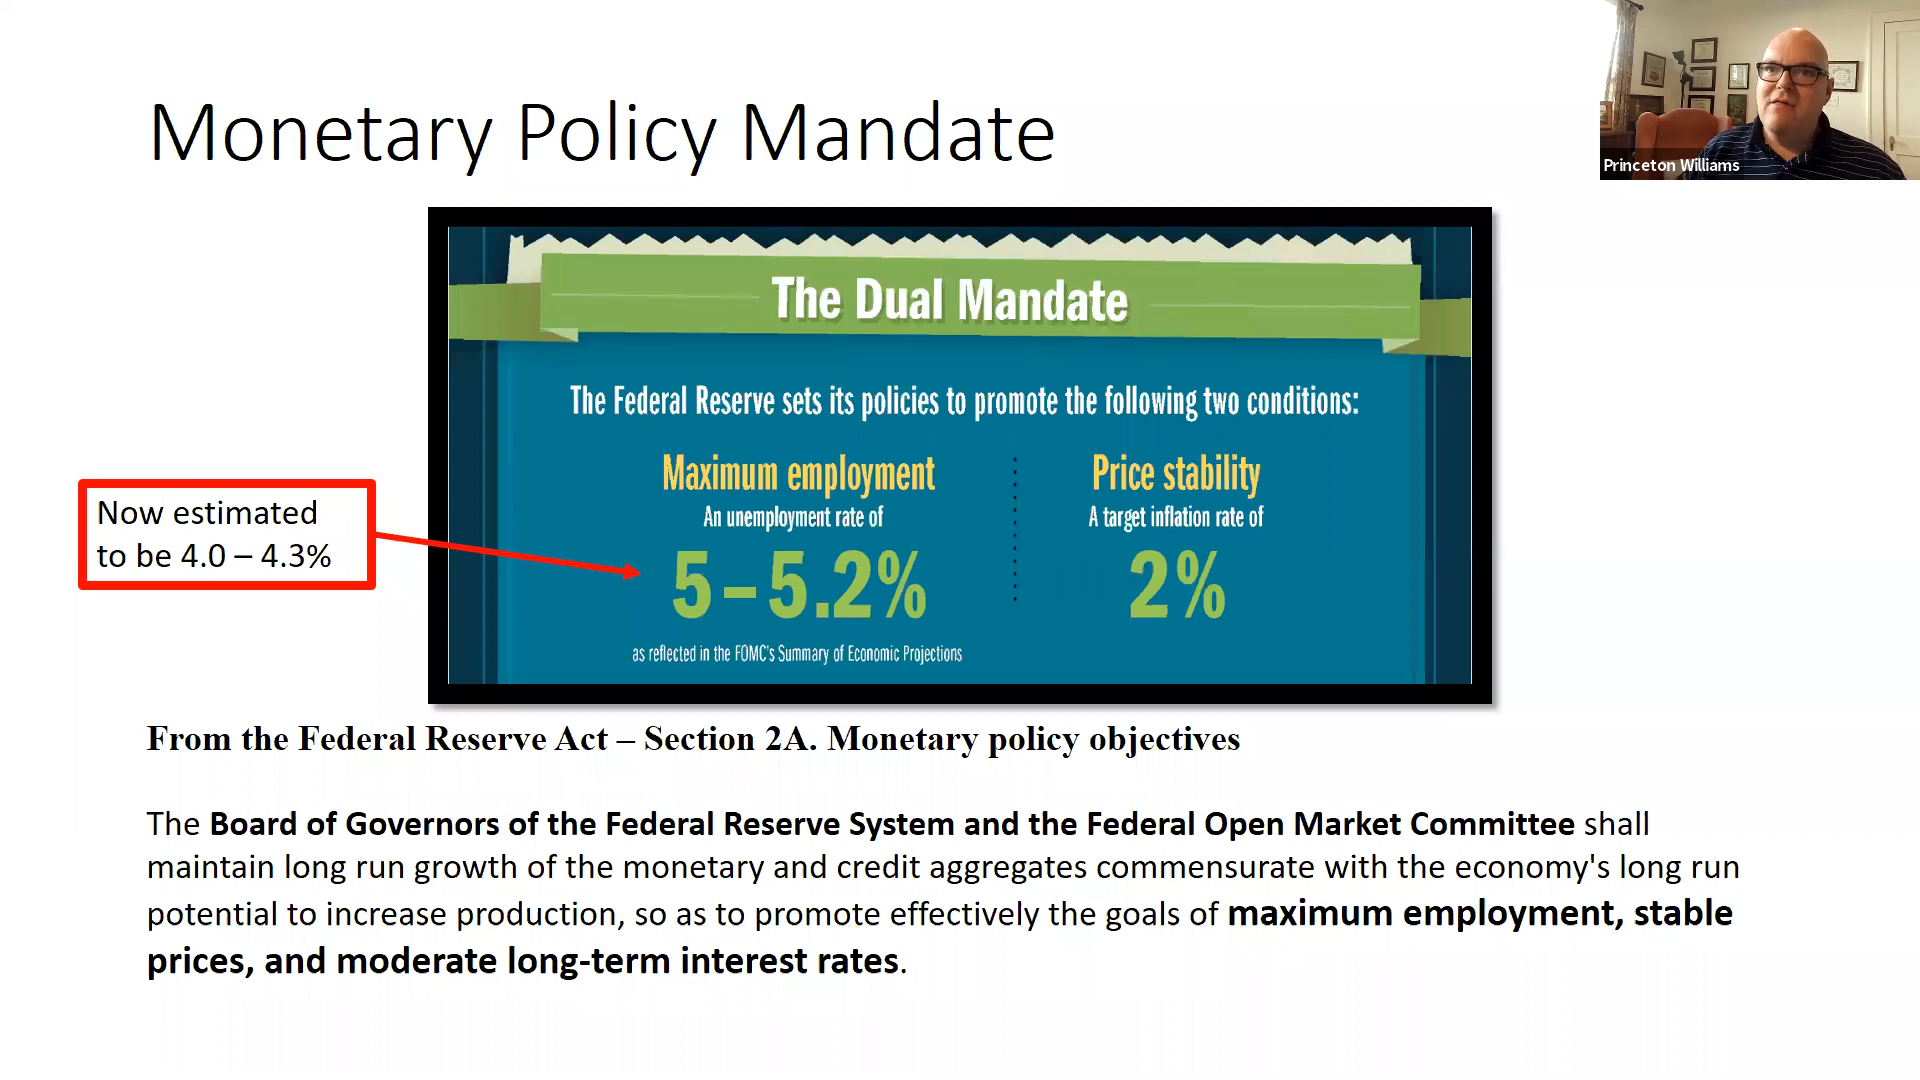 Monetary Policy Mandate
Princeton Williams
The Dual Mandate
The Federal Reserve sets its policies to promote the following two conditions:
Maximum employment
An unemployment rate of
5–5.2%
as reflected in the FOMC's Summary of Economic Projections
Price stability
A target inflation rate of
2%
Now estimated
to be 4.0 – 4.3%
From the Federal Reserve Act – Section 2A. Monetary policy objectives
The Board of Governors of the Federal Reserve System and the Federal Open Market Committee shall
maintain long run growth of the monetary and credit aggregates commensurate with the economy's long run
potential to increase production, so as to promote effectively the goals of maximum employment, stable
prices, and moderate long-term interest rates.